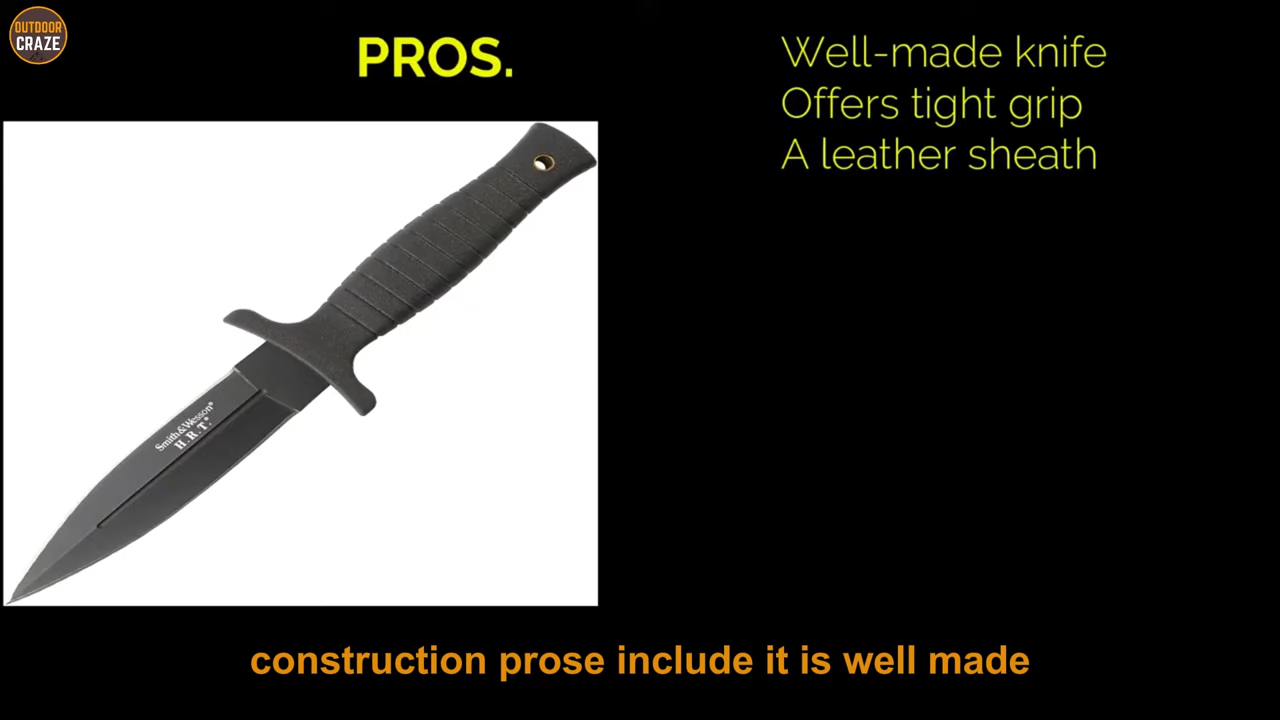 OUTDOOR
CRAZE
PROS.
Well-made knife
Offers tight grip
A leather sheath
Smith&Wesson®
H.R.T.®
construction prose include it is well made